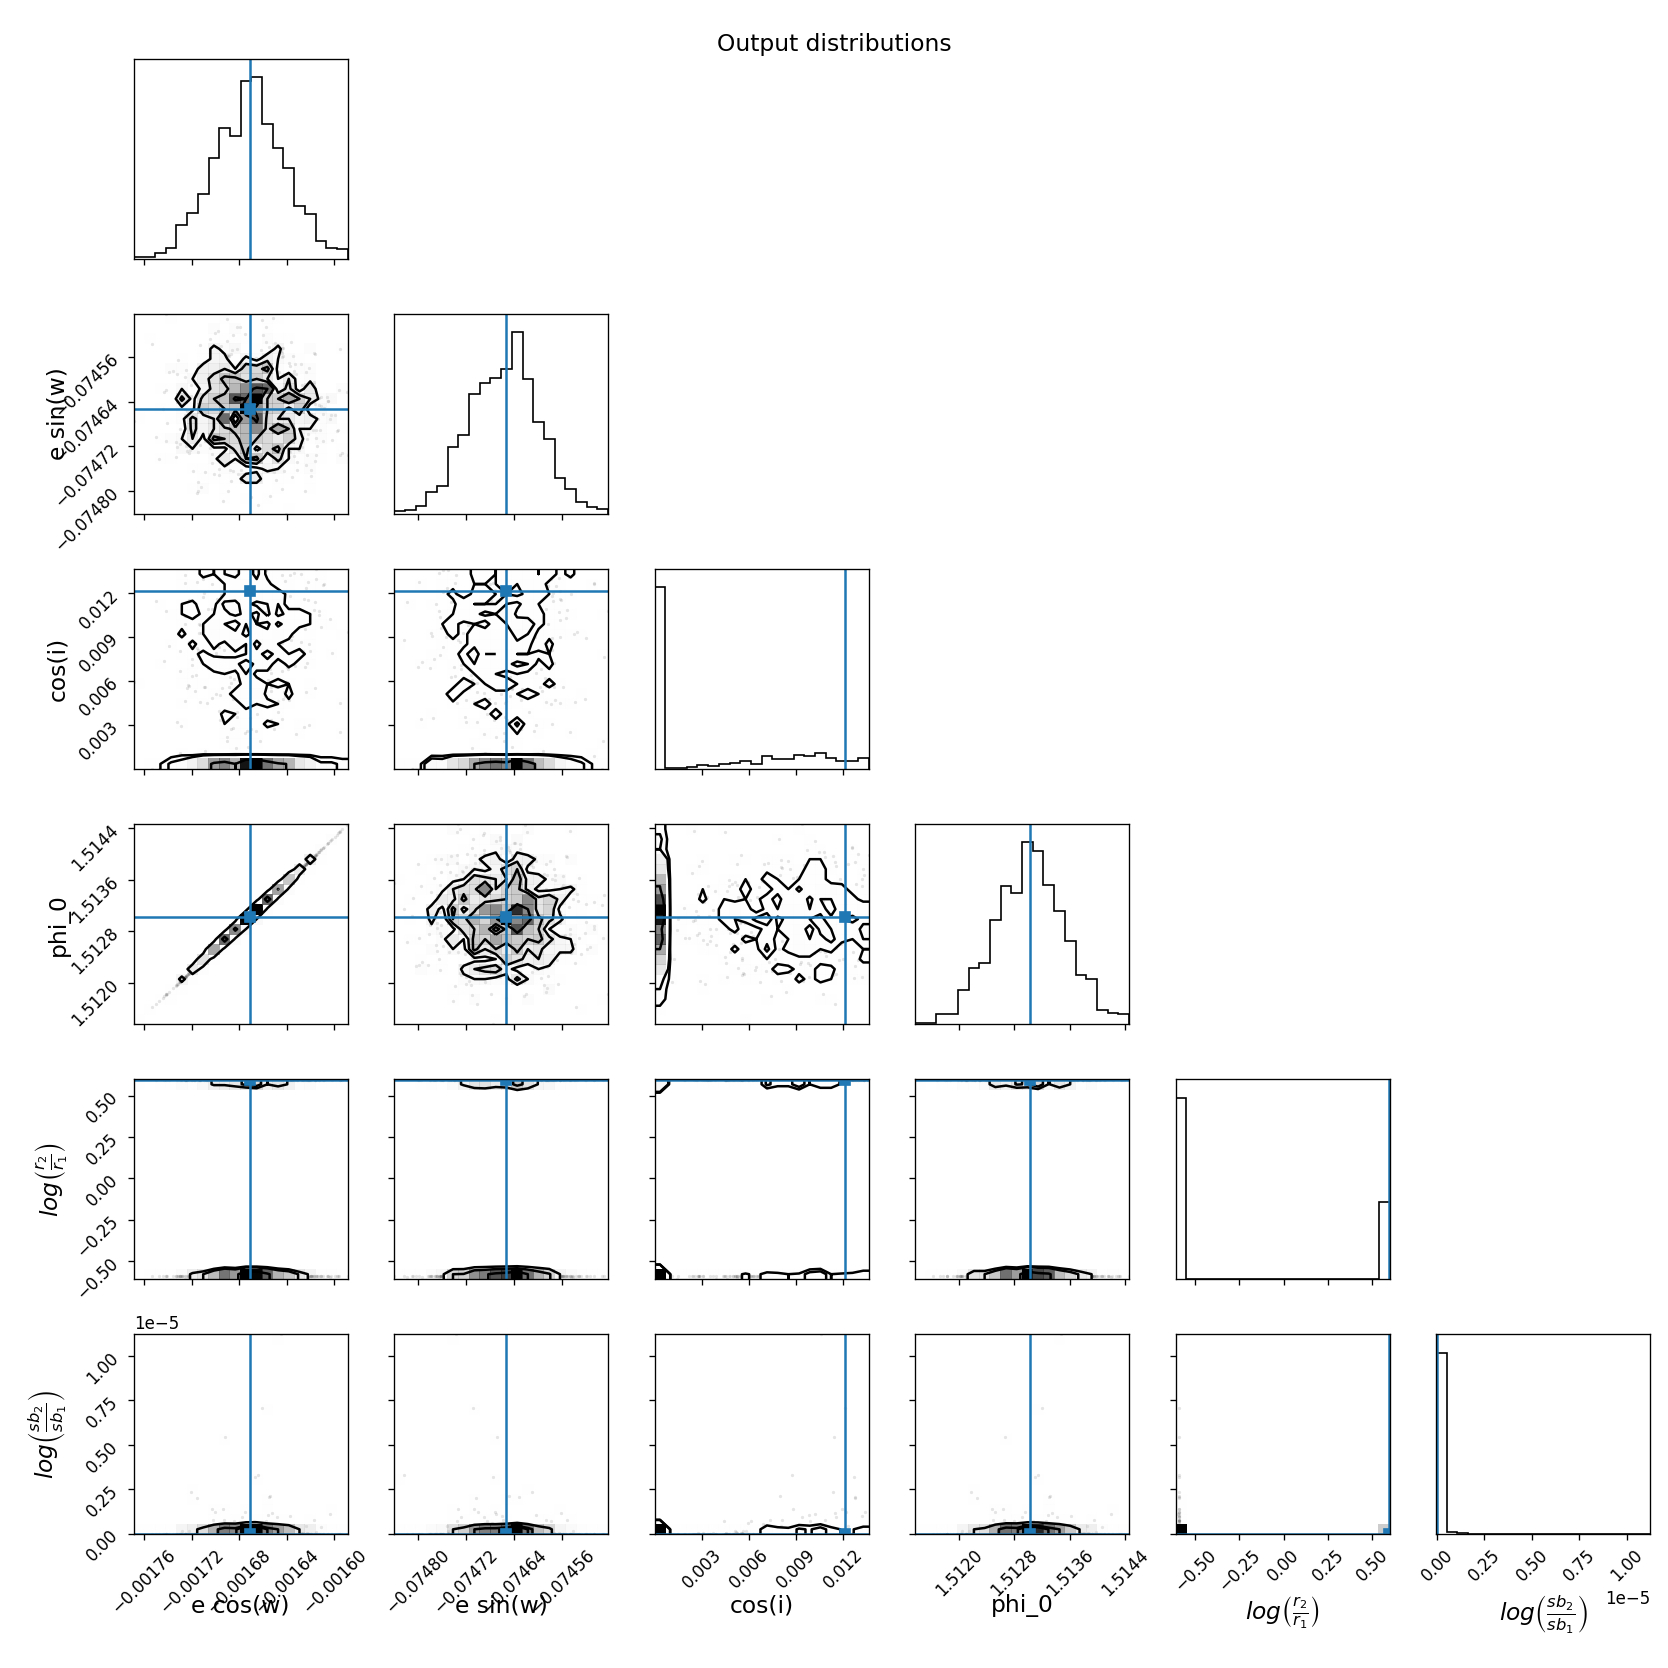 Output distributions
e sin(w)
−0.07456
−0.07464
−0.07472
−0.07480
cos(i)
0.012
0.009
0.006
0.003
phi_0
1.5144
1.5136
1.5128
1.5120
log(r₂/r₁)
0.50
0.25
0.00
−0.25
−0.50
1e−5
log(sb₂/sb₁)
1.00
0.75
0.50
0.25
0.00
−0.00176 −0.00172 −0.00168 −0.00164 −0.00160
e cos(w)
−0.07480 −0.07472 −0.07464 −0.07456
e sin(w)
0.003 0.006 0.009 0.012
cos(i)
1.5120 1.5128 1.5136 1.5144
phi_0
−0.50 −0.25 0.00 0.25 0.50
log(r₂/r₁)
0.00 0.25 0.50 0.75 1.00
1e−5
log(sb₂/sb₁)